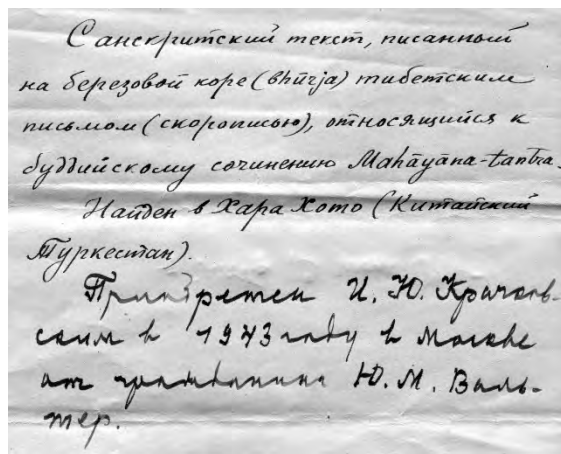 Санскритский текст, писанный
на березовой коре (bhūrja) тибетским
письмом (скорописью), относящийся к
буддийскому сочинению Mahāyāna-tantra.
Найден в Хара Хото (Китайский
Туркестан).
Приобретен И. Ю. Крачков-
ским в 1943 году в Москве
от гражданина Ю. М. Валь-
тер.